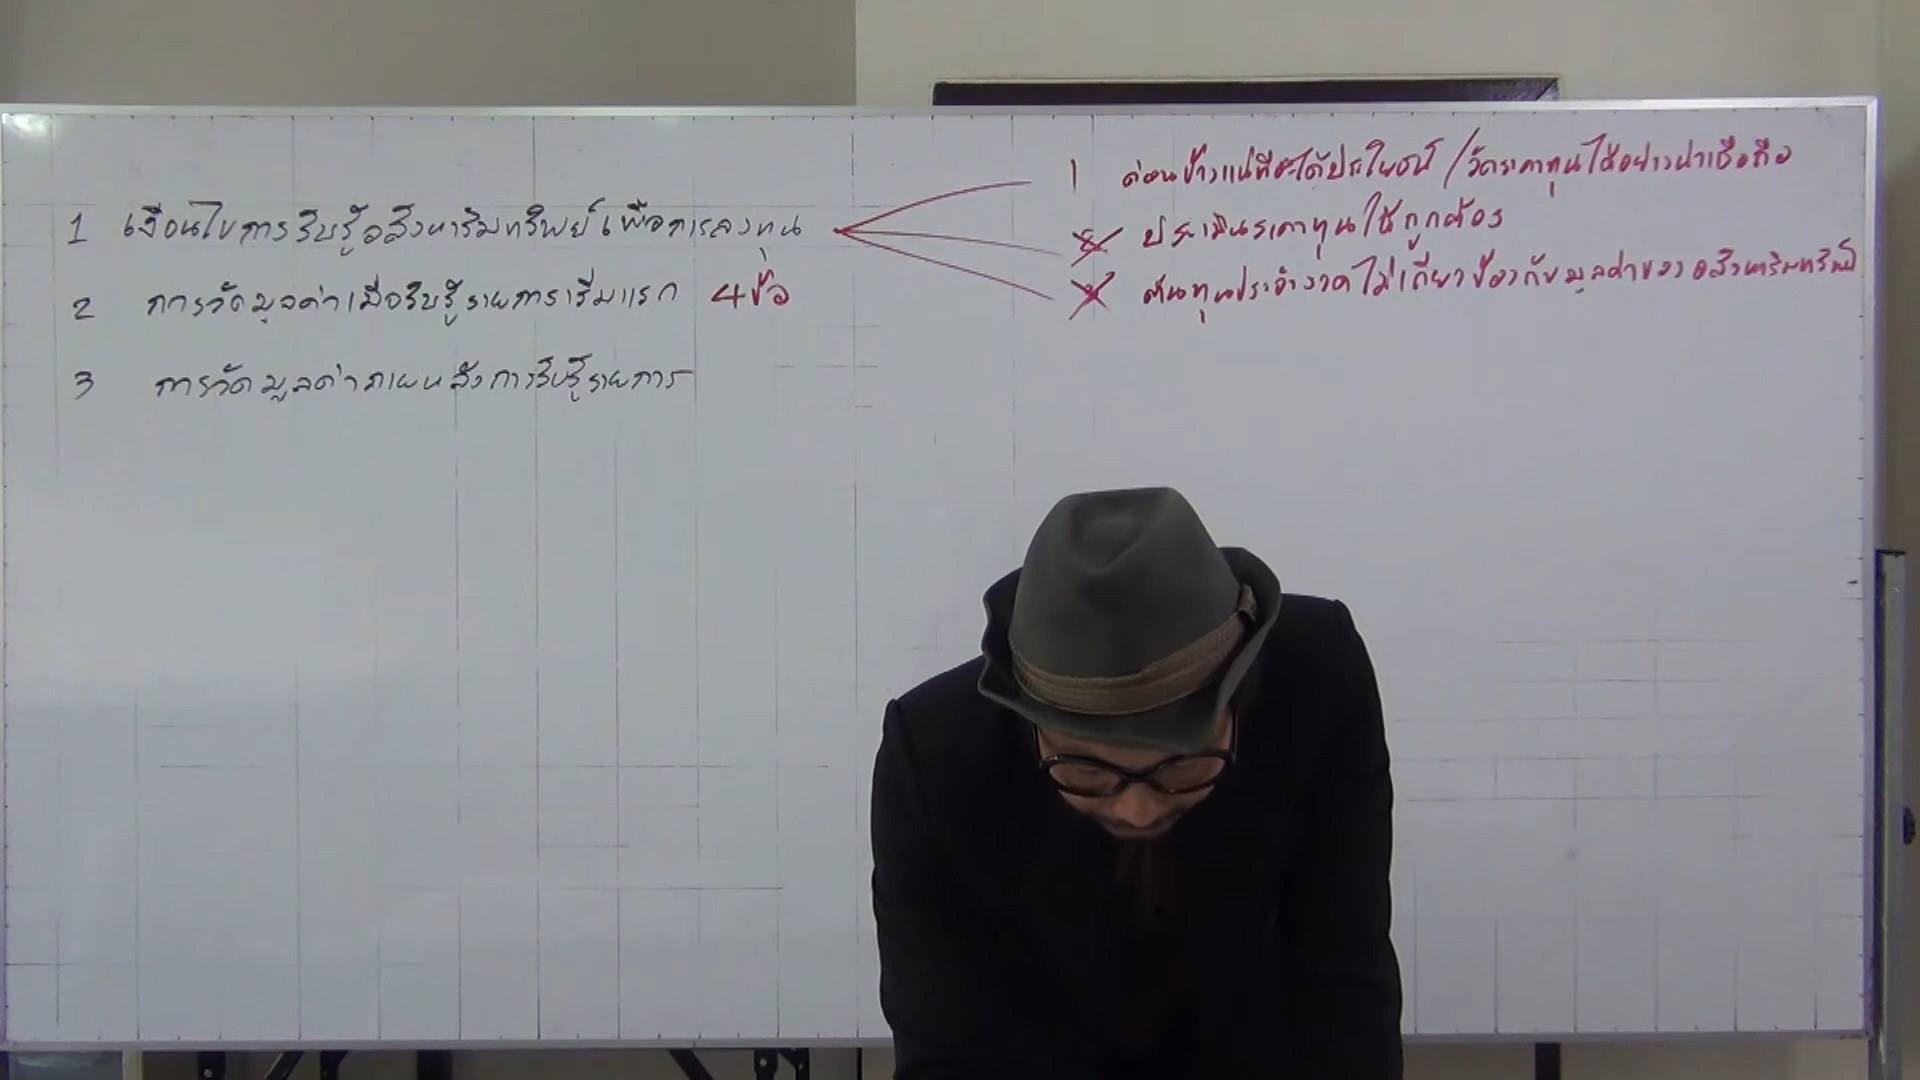 1 เงื่อนไขการรับรู้อสังหาริมทรัพย์เพื่อการลงทุน
2 การวัดมูลค่าเมื่อรับรู้รายการเริ่มแรก 4ข้อ
3 การวัดมูลค่าภายหลังการรับรู้รายการ
1 ค่อนข้างแน่ที่จะได้ประโยชน์ / วัดราคาทุนได้อย่างน่าเชื่อถือ
ประเมินราคาทุนให้ถูกต้อง
ต้นทุนประจำงวดไม่เกี่ยวข้องกับมูลค่าของอสังหาริมทรัพย์